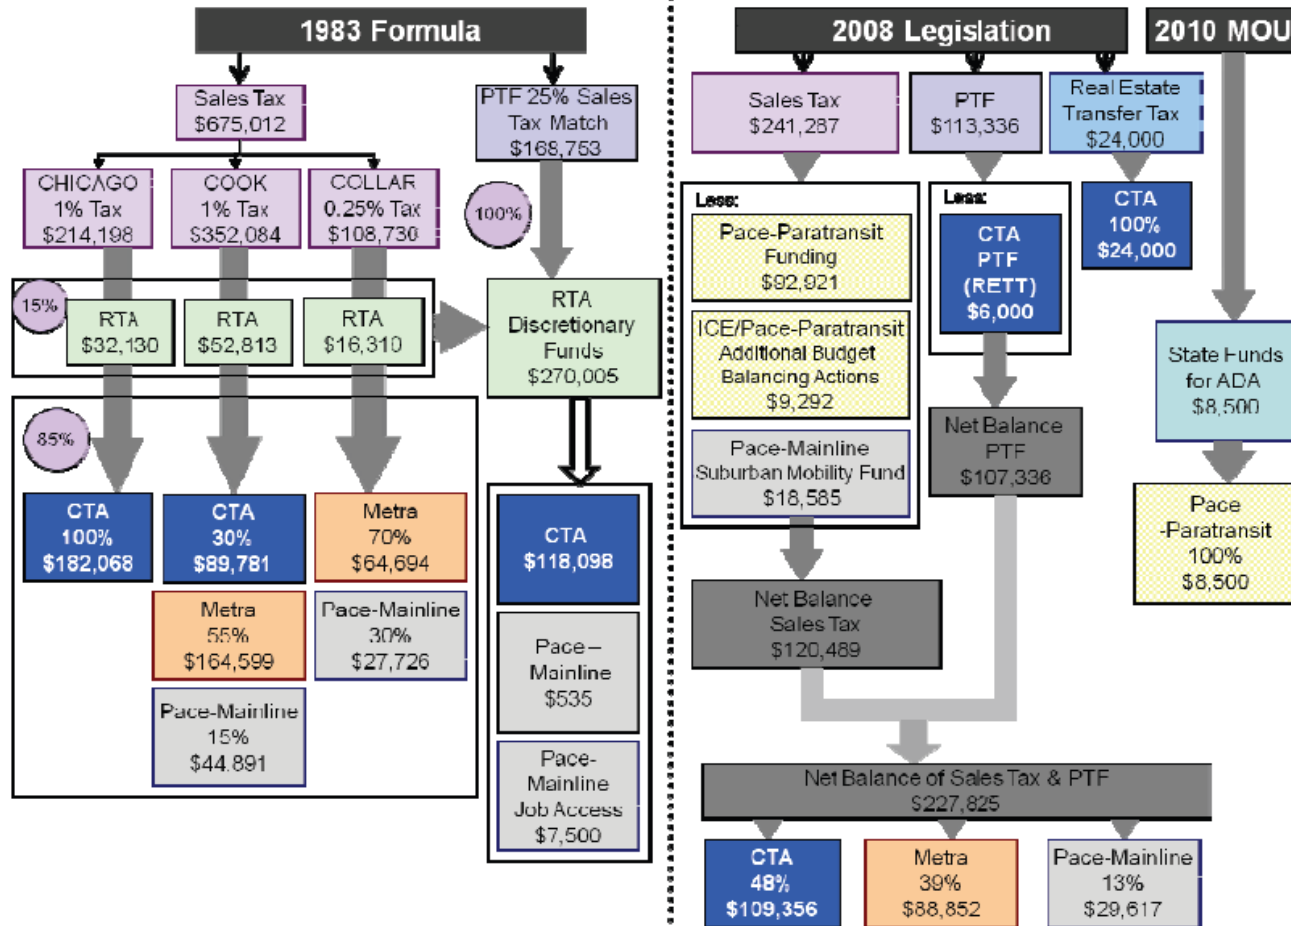 1983 Formula
Sales Tax
$675,012
PTF 25% Sales
Tax Match
$168,753
CHICAGO
1% Tax
$214,198
COOK
1% Tax
$352,084
COLLAR
0.25% Tax
$108,730
100%
15%
RTA
$32,130
RTA
$52,813
RTA
$16,310
RTA
Discretionary
Funds
$270,005
85%
CTA
100%
$182,068
CTA
30%
$89,781
Metra
70%
$64,694
Metra
55%
$164,599
Pace-Mainline
30%
$27,726
Pace-Mainline
15%
$44.891
CTA
$118,098
Pace –
Mainline
$535
Pace-
Mainline
Job Access
$7,500
2008 Legislation
Sales Tax
$241,287
PTF
$113,336
Real Estate
Transfer Tax
$24,000
Less:
Pace-Paratransit
Funding
$92,921
ICE/Pace-Paratransit
Additional Budget
Balancing Actions
$9,292
Pace-Mainline
Suburban Mobility Fund
$18,585
Less:
CTA
PTF
(RETT)
$6,000
CTA
100%
$24,000
Net Balance
PTF
$107,336
Net Balance
Sales Tax
$120,489
Net Balance of Sales Tax & PTF
$227,825
CTA
48%
$109,356
Metra
39%
$88,852
Pace-Mainline
13%
$29,617
2010 MOU
State Funds
for ADA
$8,500
Pace
-Paratransit
100%
$8,500